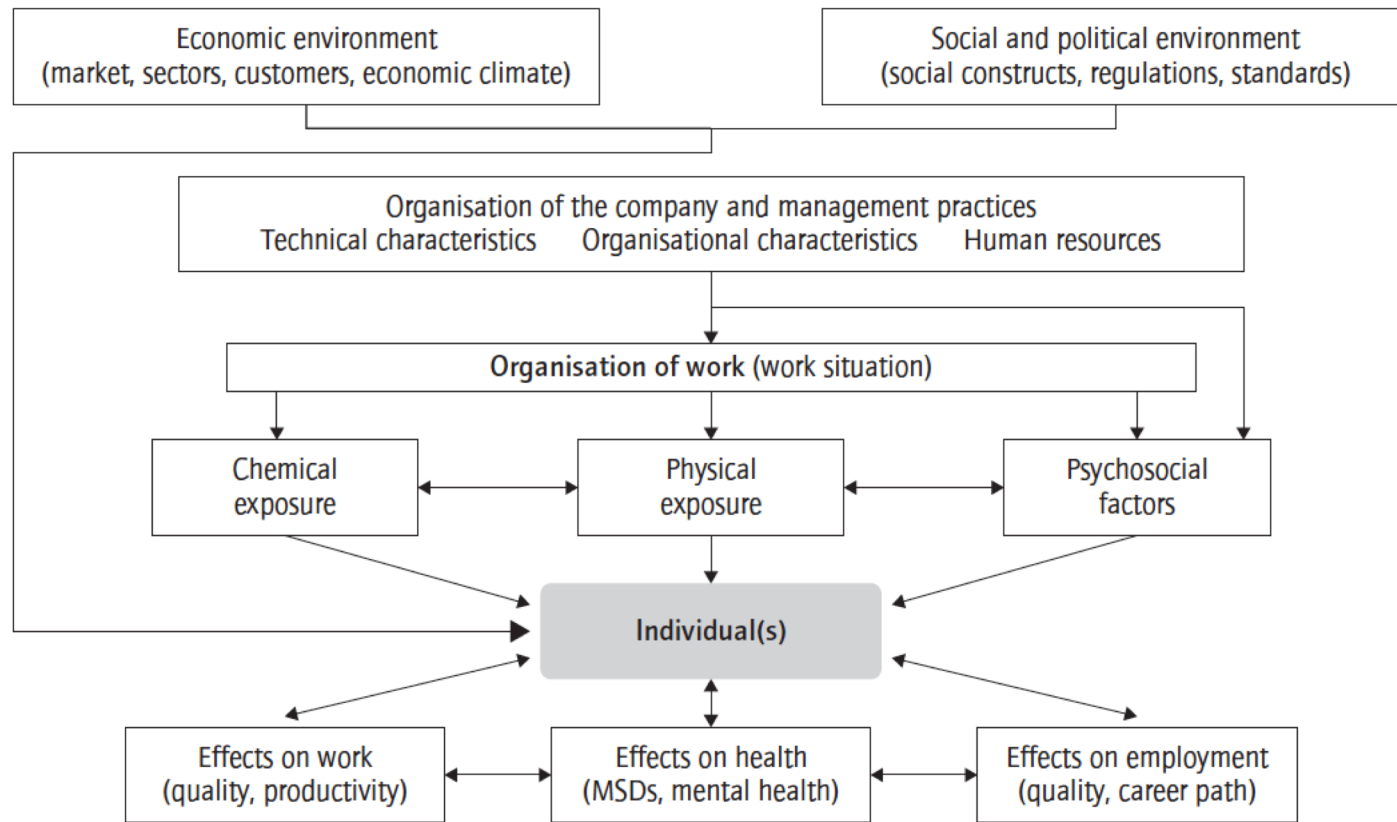 Economic environment
(market, sectors, customers, economic climate)
Social and political environment
(social constructs, regulations, standards)
Organisation of the company and management practices
Technical characteristics Organisational characteristics Human resources
Organisation of work (work situation)
Chemical
exposure
Physical
exposure
Psychosocial
factors
Individual(s)
Effects on work
(quality, productivity)
Effects on health
(MSDs, mental health)
Effects on employment
(quality, career path)